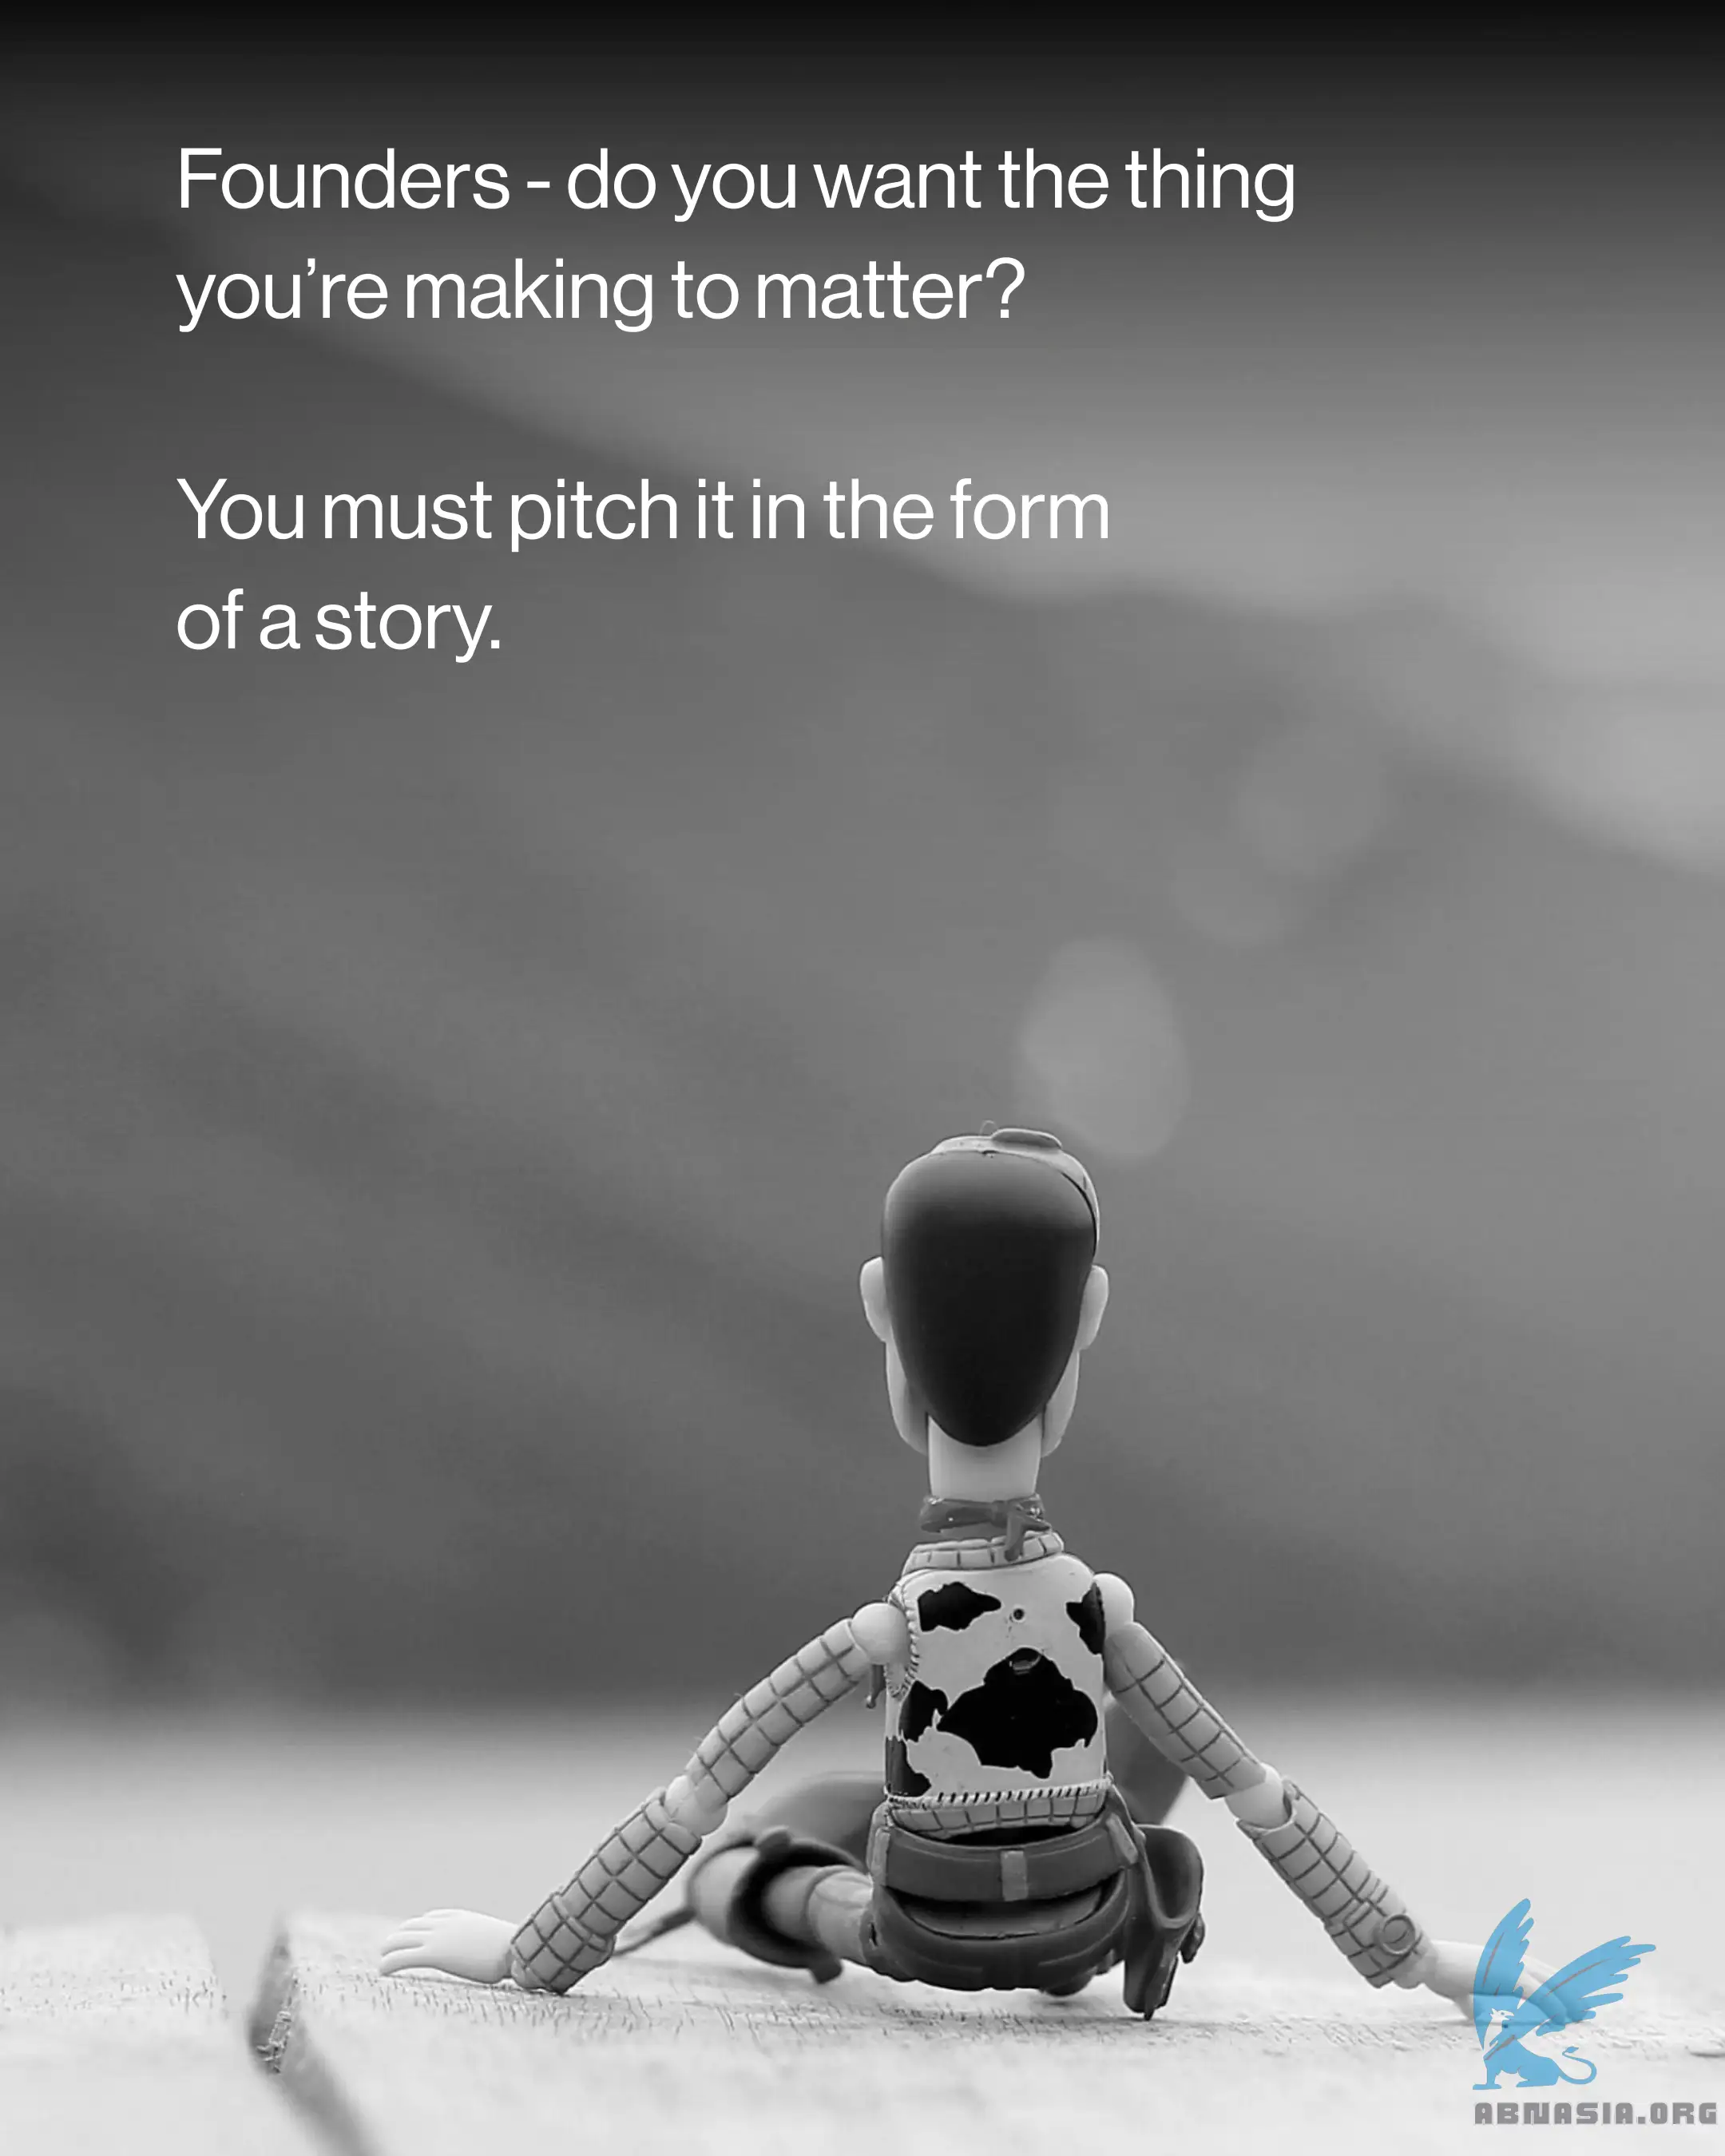 Founders - do you want the thing
you’re making to matter?
You must pitch it in the form
of a story.
ABNASIA.ORG